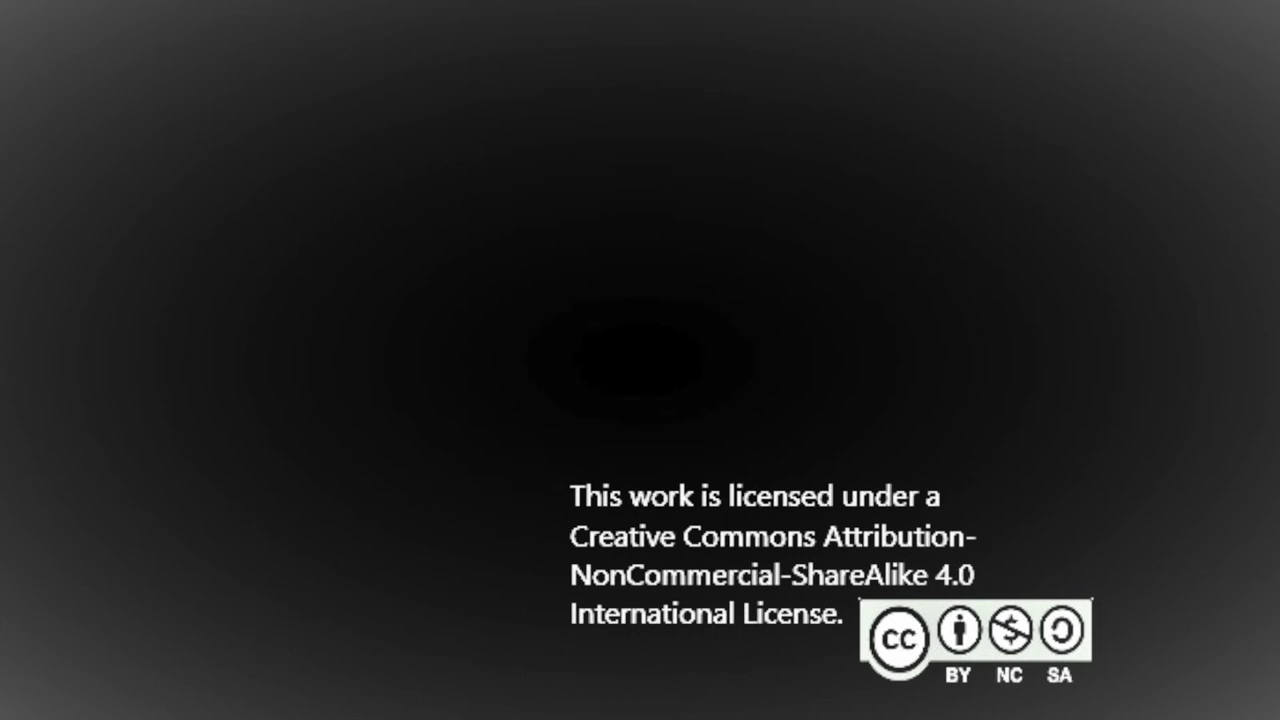 This work is licensed under a
Creative Commons Attribution-
NonCommercial-ShareAlike 4.0
International License.
CC
BY NC SA